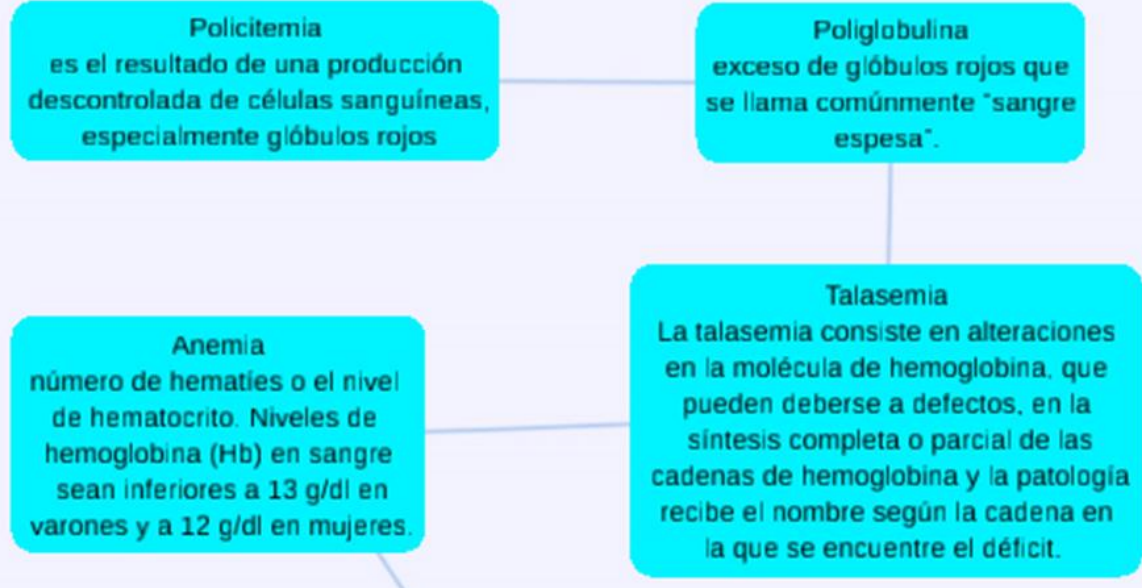 Policitemia
es el resultado de una producción
descontrolada de células sanguíneas,
especialmente glóbulos rojos
Poliglobulina
exceso de glóbulos rojos que
se llama comúnmente "sangre
espesa".
Anemia
número de hematíes o el nivel
de hematocrito. Niveles de
hemoglobina (Hb) en sangre
sean inferiores a 13 g/dl en
varones y a 12 g/dl en mujeres.
Talasemia
La talasemia consiste en alteraciones
en la molécula de hemoglobina, que
pueden deberse a defectos, en la
síntesis completa o parcial de las
cadenas de hemoglobina y la patología
recibe el nombre según la cadena en
la que se encuentre el déficit.